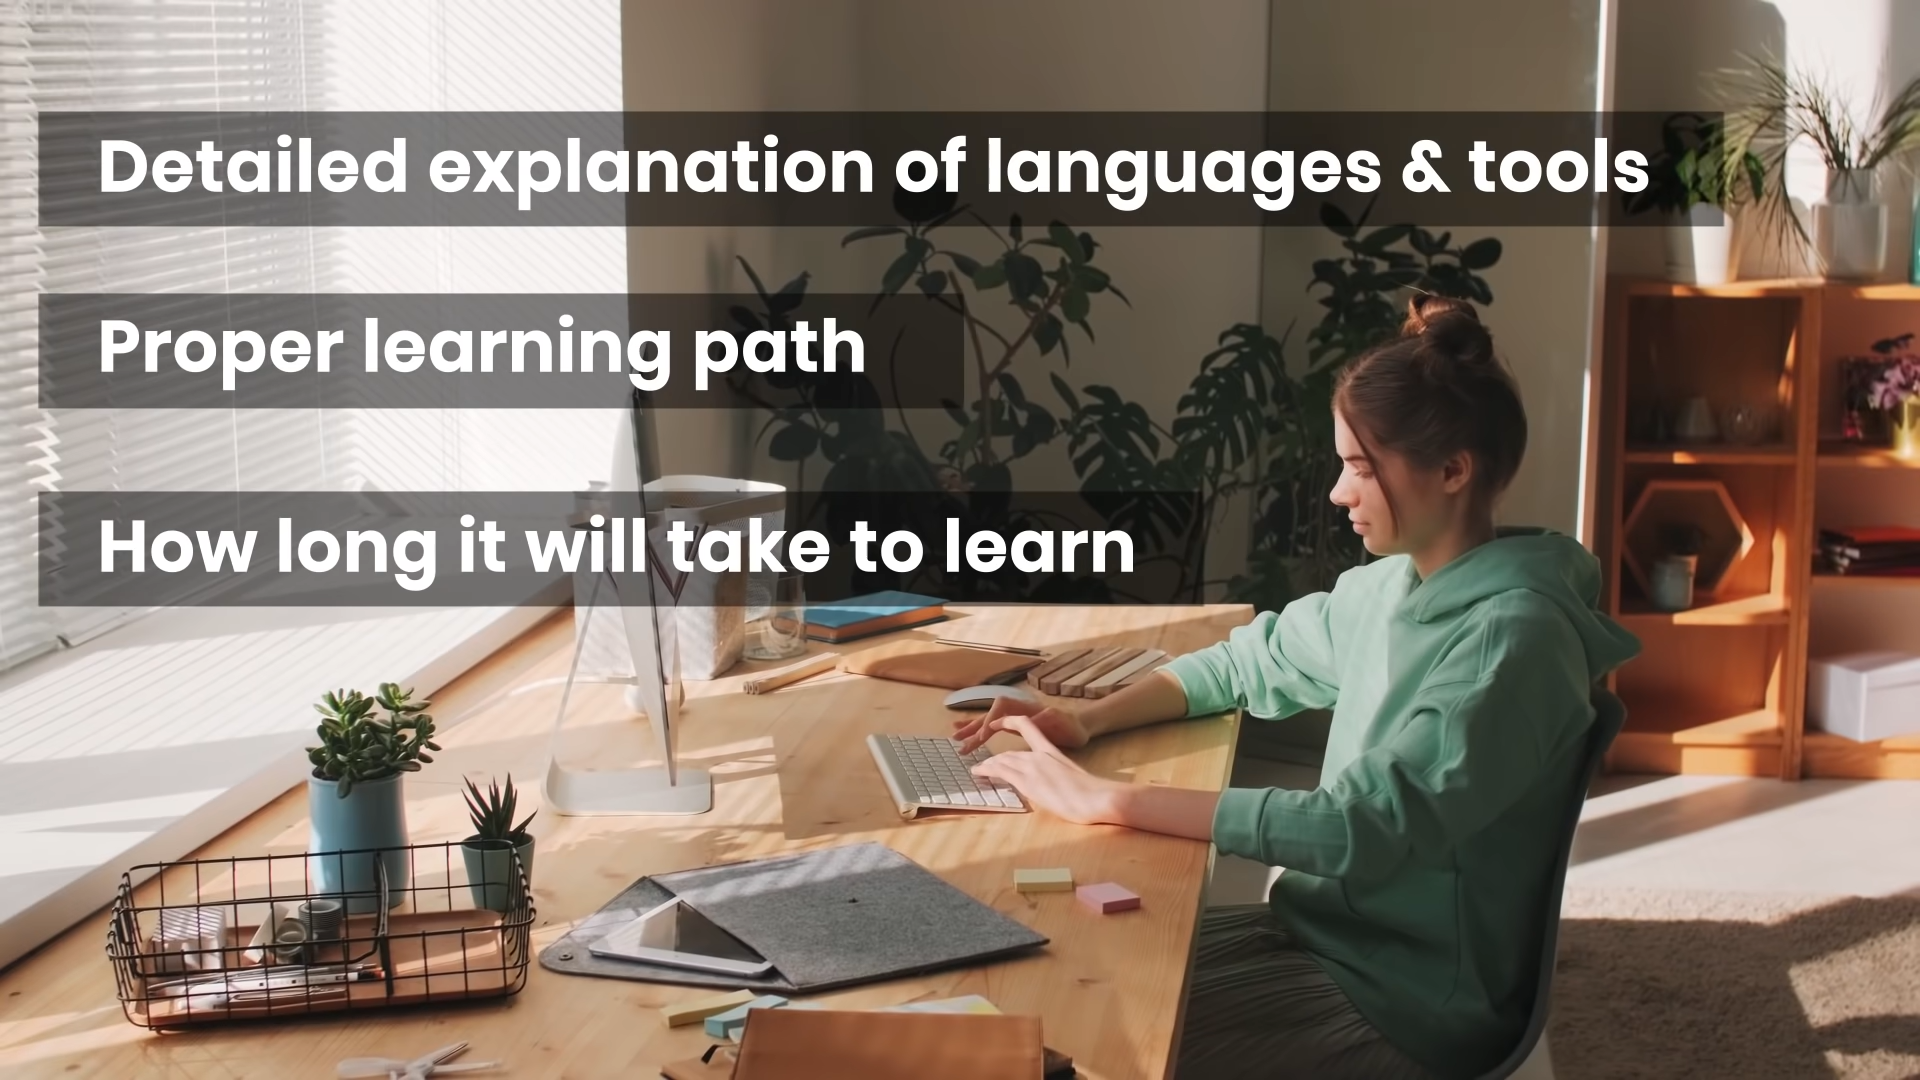 Detailed explanation of languages & tools
Proper learning path
How long it will take to learn